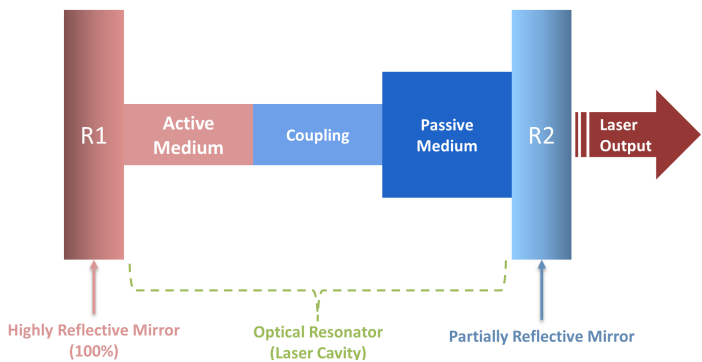 R1
Active
Medium
Coupling
Passive
Medium
R2
Laser
Output
Highly Reflective Mirror
(100%)
Optical Resonator
(Laser Cavity)
Partially Reflective Mirror